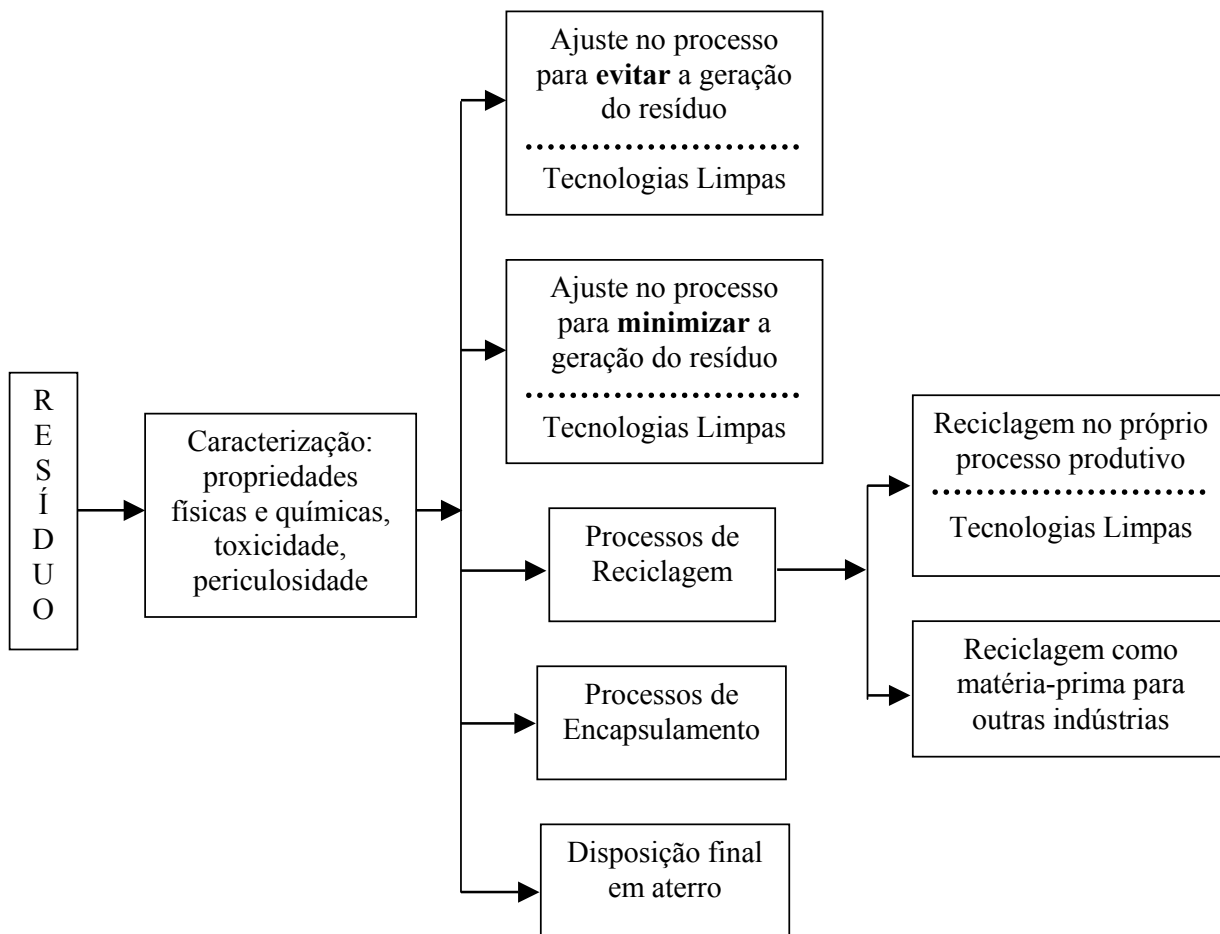 RESÍDUO
Caracterização:
propriedades
físicas e químicas,
toxicidade,
periculosidade
Ajuste no processo
para evitar a geração
do resíduo
Tecnologias Limpas
Ajuste no processo
para minimizar a
geração do resíduo
Tecnologias Limpas
Processos de
Reciclagem
Reciclagem no próprio
processo produtivo
Tecnologias Limpas
Reciclagem como
matéria-prima para
outras indústrias
Processos de
Encapsulamento
Disposição final
em aterro